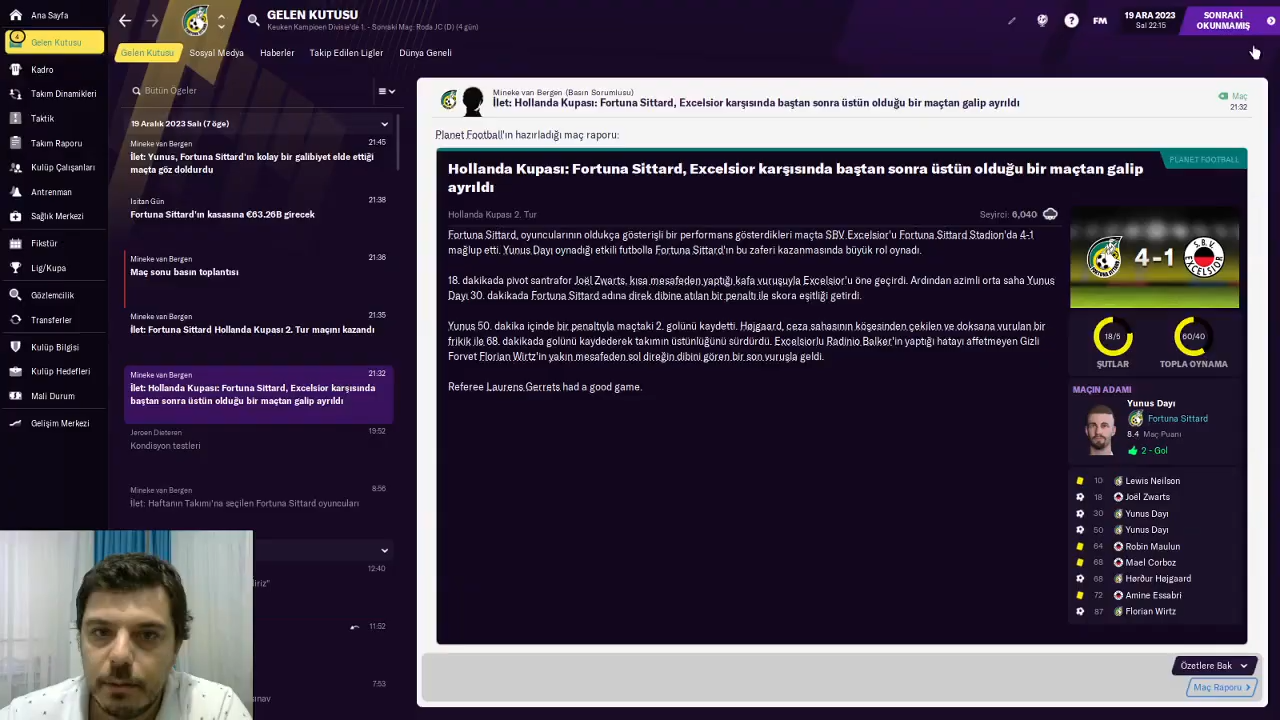 Ana Sayfa
4
Gelen Kutusu
Kadro
Takım Dinamikleri
Taktik
Takım Raporu
Kulüp Çalışanları
Antrenman
Sağlık Merkezi
Fikstür
Lig/Kupa
Gözlemcilik
Transferler
Kulüp Bilgisi
Kulüp Hedefleri
Mali Durum
Gelişim Merkezi
GELEN KUTUSU
Keuken Kampioen Divisie'de 1. - Sonraki Maç: Roda JC (D) (4 gün)
FM
19 ARA 2023
Sal 22:15
SONRAKİ
OKUNMAMIŞ
Gelen Kutusu
Sosyal Medya
Haberler
Takip Edilen Ligler
Dünya Geneli
Bütün Ögeler
19 Aralık 2023 Salı (7 öge)
Mineke van Bergen 21:45
İlet: Yunus, Fortuna Sittard'ın kolay bir galibiyet elde ettiği
maçta göz doldurdu
Isitan Gün 21:38
Fortuna Sittard'ın kasasına €63.26B girecek
Mineke van Bergen 21:36
Maç sonu basın toplantısı
Mineke van Bergen 21:35
İlet: Fortuna Sittard Hollanda Kupası 2. Tur maçını kazandı
Mineke van Bergen 21:32
İlet: Hollanda Kupası: Fortuna Sittard, Excelsior karşısında
baştan sonra üstün olduğu bir maçtan galip ayrıldı
Jeroen Dieteren 19:52
Kondisyon testleri
Mineke van Bergen 8:56
İlet: Haftanın Takımı'na seçilen Fortuna Sittard oyuncuları
12:40
11:52
7:53
Mineke van Bergen (Basın Sorumlusu)
İlet: Hollanda Kupası: Fortuna Sittard, Excelsior karşısında baştan sonra üstün olduğu bir maçtan galip ayrıldı
Maç
21:32
Planet Football'ın hazırladığı maç raporu:
PLANET FOOTBALL
Hollanda Kupası: Fortuna Sittard, Excelsior karşısında baştan sonra üstün olduğu bir maçtan galip
ayrıldı
Hollanda Kupası 2. Tur
Seyirci: 6,040
Fortuna Sittard, oyuncılarının oldukça gösterişli bir performans gösterdikleri maçta SBV Excelsior'u Fortuna Sittard Stadion'da 4-1
mağlup etti. Yunus Dayı oynadığı etkili futbolla Fortuna Sittard'ın bu zaferi kazanmasında büyük rol oynadı.
18. dakikada pivot santrafor Joël Zwarts, kısa mesafeden yaptığı kafa vuruşuyla Excelsior'u öne geçirdi. Ardından azimli orta saha Yunus
Dayı 30. dakikada Fortuna Sittard adına direk dibine atılan bir penaltı ile skora eşitliği getirdi.
Yunus 50. dakika içinde bir penaltıyla maçtaki 2. golünü kaydetti. Højgaard, ceza sahasının köşesinden çekilen ve doksana vurulan bir
frikik ile 68. dakikada golünü kaydederek takımın üstünlüğünü sürdürdü. Excelsior'lu Radinio Balker'in yaptığı hatayı affetmeyen Gizli
Forvet Florian Wirtz'in yakın mesafeden sol direğin dibini gören bir son vuruşla geldi.
Referee Laurens Gerrets had a good game.
4-1
18/5
ŞUTLAR
60/40
TOPLA OYNAMA
MAÇIN ADAMI
Yunus Dayı
Fortuna Sittard
8.4 Maç Puanı
2 - Gol
10 Lewis Neilson
18 Joël Zwarts
30 Yunus Dayı
50 Yunus Dayı
64 Robin Maulun
68 Mael Corboz
68 Hørður Højgaard
72 Amine Essabri
87 Florian Wirtz
Özetlere Bak
Maç Raporu